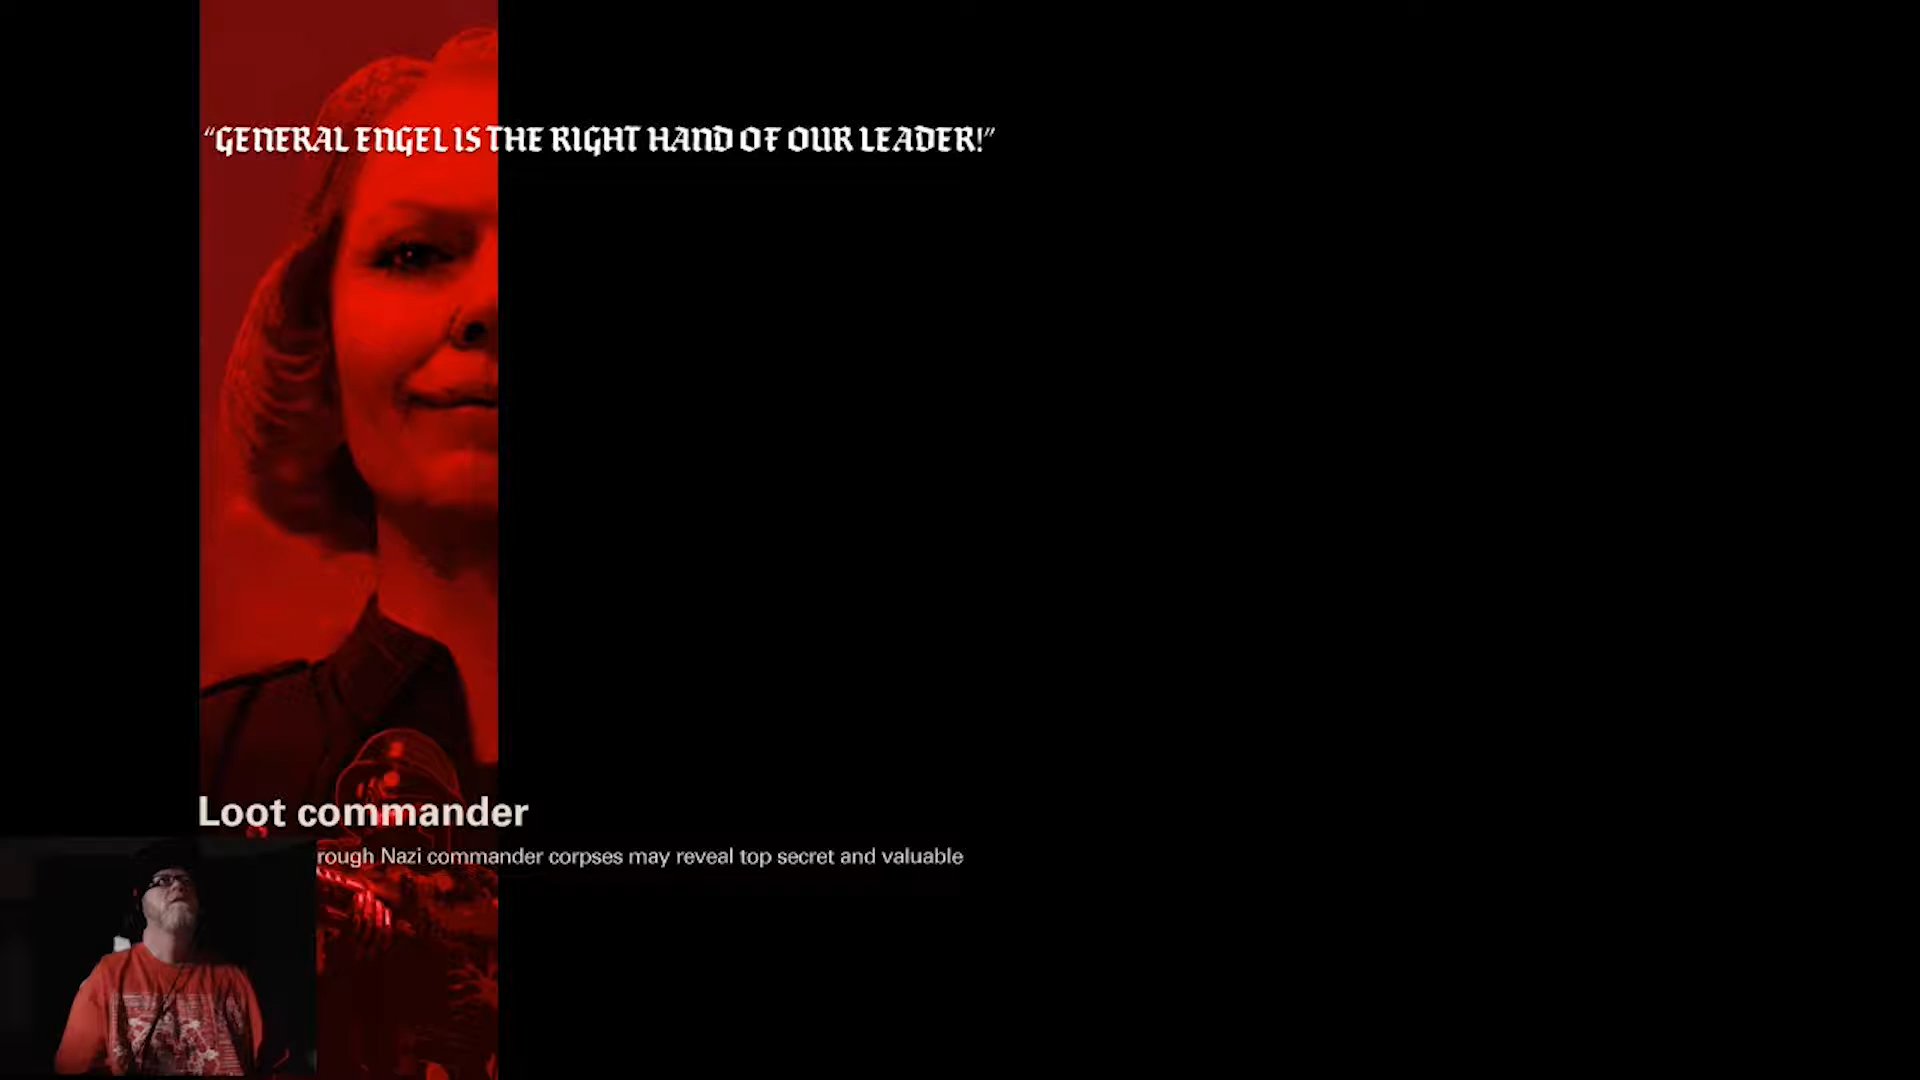 “GENERAL ENGEL IS THE RIGHT HAND OF OUR LEADER!”
Loot commander
rough Nazi commander corpses may reveal top secret and valuable